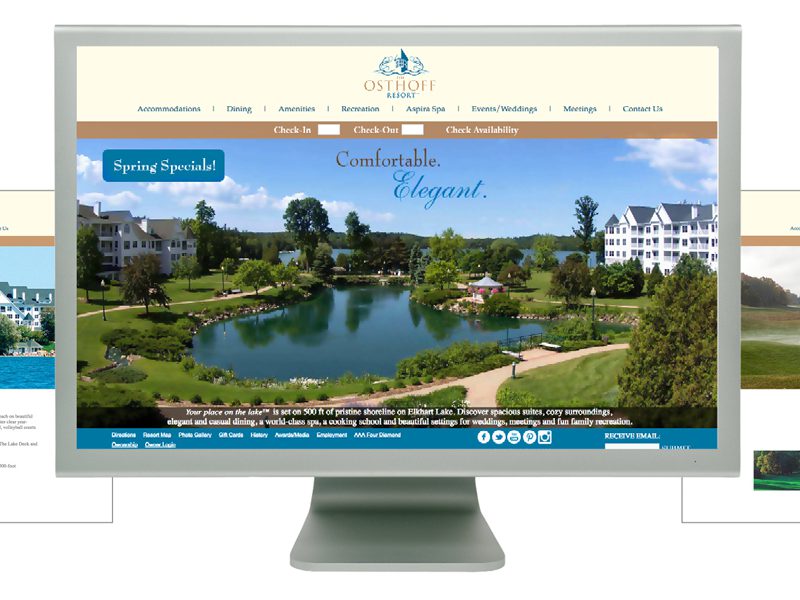 THE
OSTHOFF
RESORT
Accommodations | Dining | Amenities | Recreation | Aspira Spa | Events/Weddings | Meetings | Contact Us
Check-In Check-Out Check Availability
Spring Specials!
Comfortable.
Elegant.
Your place on the lake™ is set on 500 ft of pristine shoreline on Elkhart Lake. Discover spacious suites, cozy surroundings,
elegant and casual dining, a world-class spa, a cooking school and beautiful settings for weddings, meetings and fun family recreation.
Directions Resort Map Photo Gallery Gift Cards History Awards/Media Employment AAA Four Diamond
Ownership Owner Login
RECEIVE EMAIL:
SUBMIT